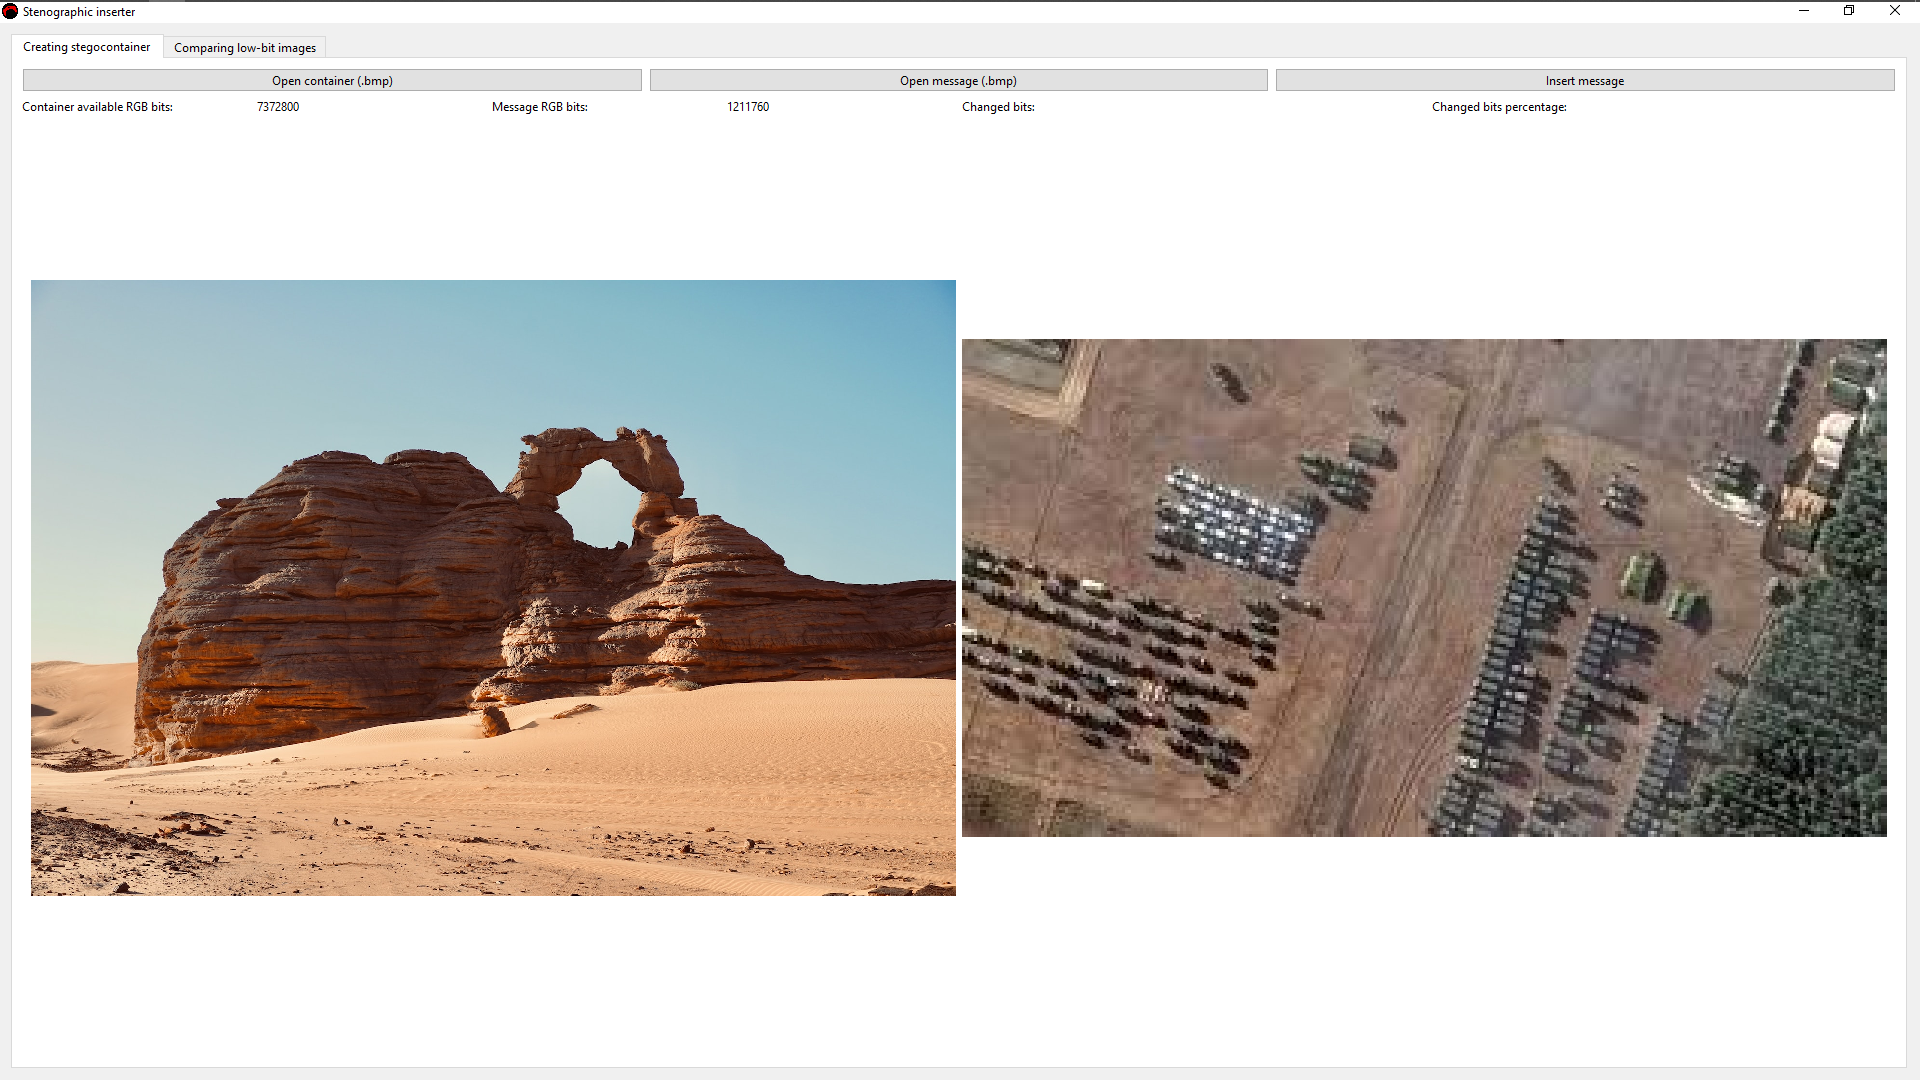 Stenographic inserter
Creating stegocontainer
Comparing low-bit images
Open container (.bmp)
Open message (.bmp)
Insert message
Container available RGB bits: 7372800
Message RGB bits: 1211760
Changed bits:
Changed bits percentage: